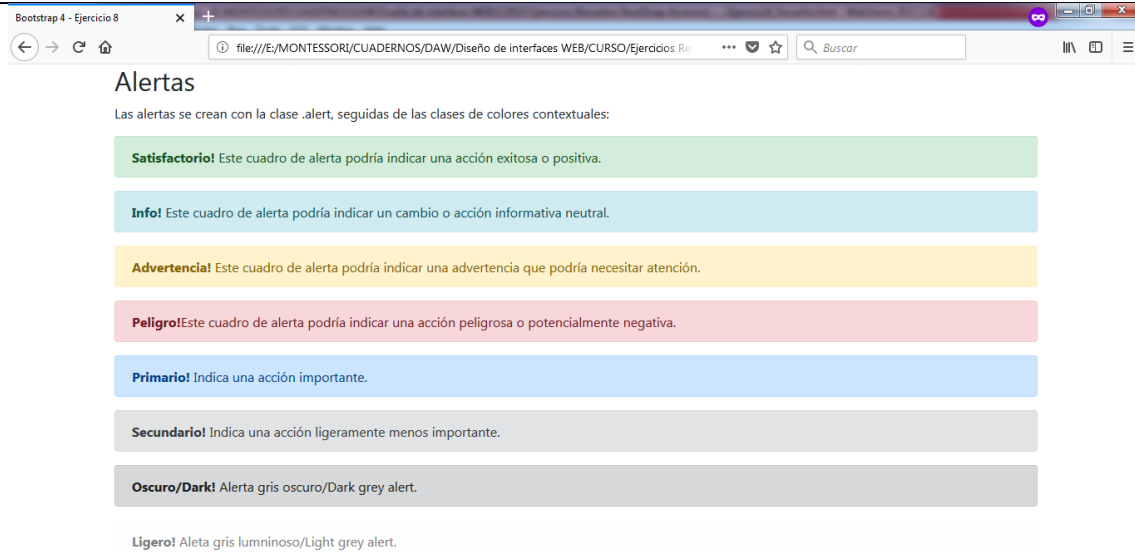 Bootstrap 4 - Ejercicio 8
file:///E:/MONTESSORI/CUADERNOS/DAW/Diseño de interfaces WEB/CURSO/Ejercicios Re
Buscar
Alertas
Las alertas se crean con la clase .alert, seguidas de las clases de colores contextuales:
Satisfactorio! Este cuadro de alerta podría indicar una acción exitosa o positiva.
Info! Este cuadro de alerta podría indicar un cambio o acción informativa neutral.
Advertencia! Este cuadro de alerta podría indicar una advertencia que podría necesitar atención.
Peligro!Este cuadro de alerta podría indicar una acción peligrosa o potencialmente negativa.
Primario! Indica una acción importante.
Secundario! Indica una acción ligeramente menos importante.
Oscuro/Dark! Alerta gris oscuro/Dark grey alert.
Ligero! Aleta gris lumninoso/Light grey alert.